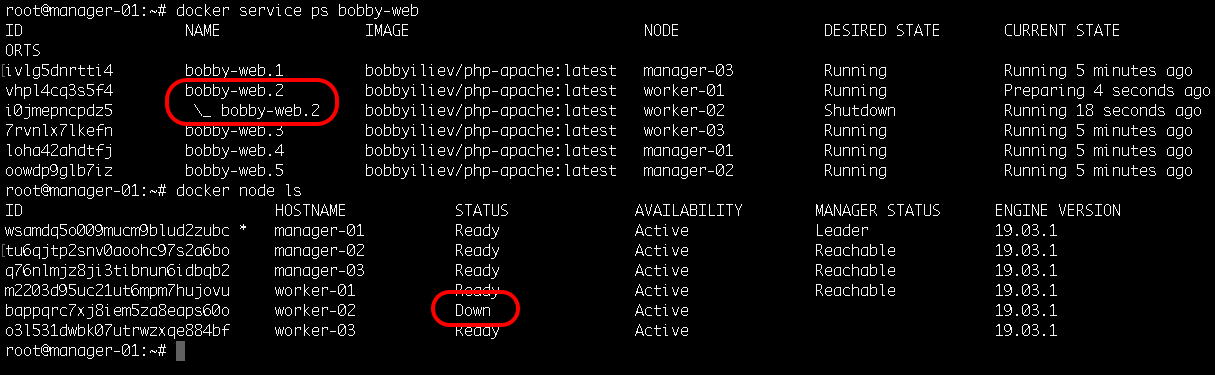 root@manager-01:~# docker service ps bobby-web
ID NAME IMAGE NODE DESIRED STATE CURRENT STATE
ORTS
ivlg5dnrtti4 bobby-web.1 bobbyiliev/php-apache:latest manager-03 Running Running 5 minutes ago
vhpl4cq3s5f4 bobby-web.2 bobbyiliev/php-apache:latest worker-01 Running Preparing 4 seconds ago
i0jmepncpdz5 \_ bobby-web.2 bobbyiliev/php-apache:latest worker-02 Shutdown Running 18 seconds ago
7rvnlx7lkefn bobby-web.3 bobbyiliev/php-apache:latest worker-03 Running Running 5 minutes ago
loha42ahdtfj bobby-web.4 bobbyiliev/php-apache:latest manager-01 Running Running 5 minutes ago
oowdp9glb7iz bobby-web.5 bobbyiliev/php-apache:latest manager-02 Running Running 5 minutes ago
root@manager-01:~# docker node ls
ID HOSTNAME STATUS AVAILABILITY MANAGER STATUS ENGINE VERSION
wsamdq5o009mucm9blud2zubc * manager-01 Ready Active Leader 19.03.1
tu6qjtp2snv0aoohc97s2a6bo manager-02 Ready Active Reachable 19.03.1
q76nlmjz8ji3tibnun6idbqb2 manager-03 Ready Active Reachable 19.03.1
m2203d95uc21ut6mpm7hujovu worker-01 Ready Active Reachable 19.03.1
bappqrc7xj8iem5za8eaps60o worker-02 Down Active 19.03.1
o3l531dwbk07utrwzxqe884bf worker-03 Ready Active 19.03.1
root@manager-01:~#